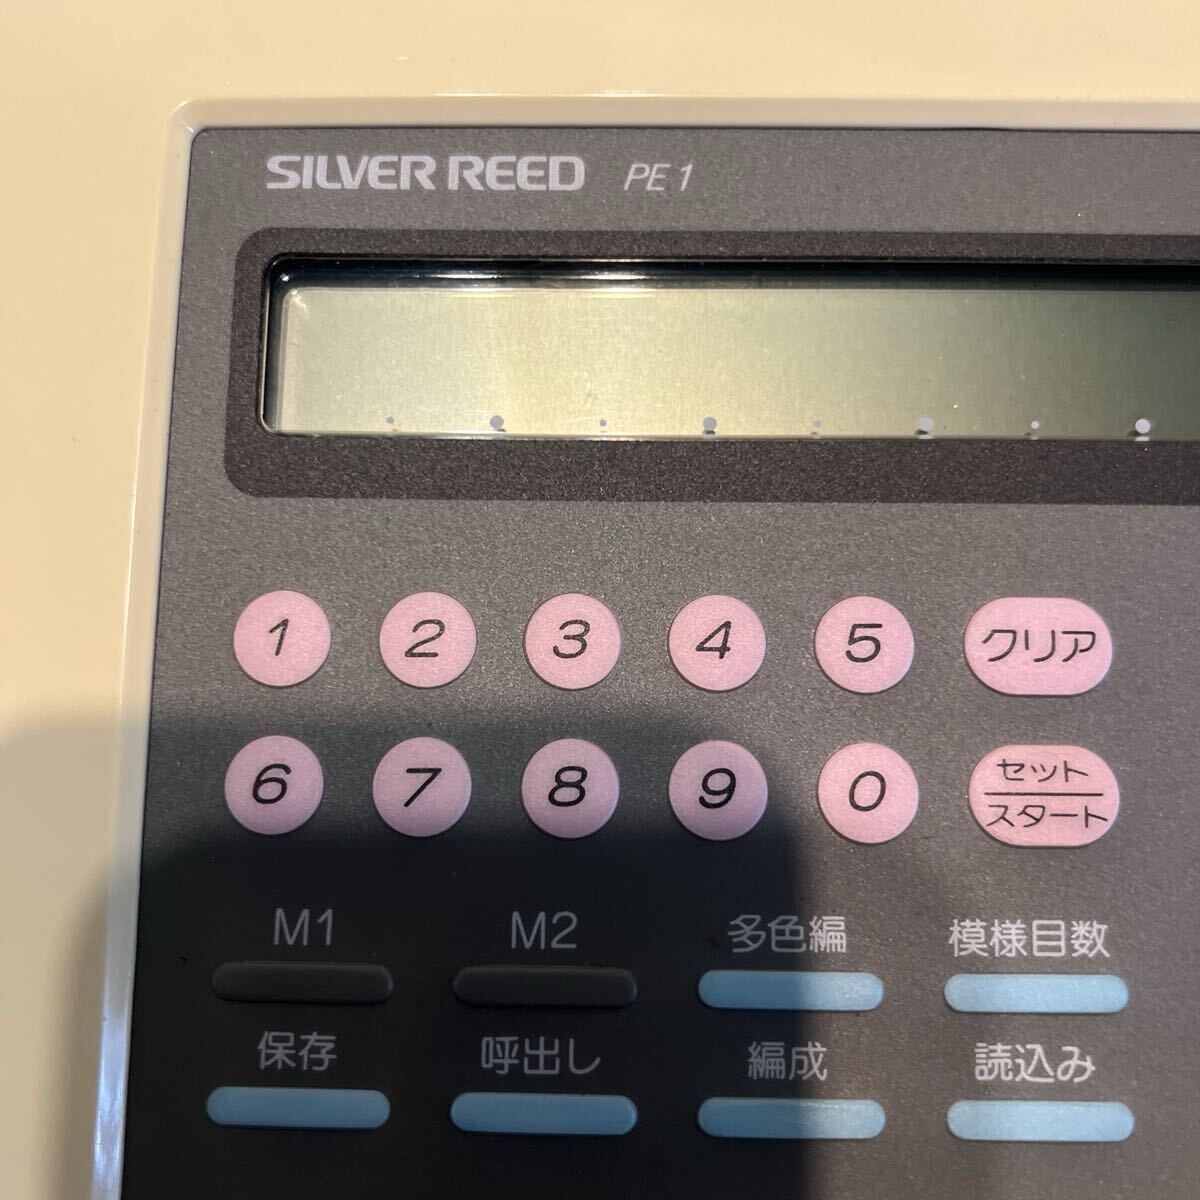 SILVER REED PE 1
1 2 3 4 5 クリア
6 7 8 9 0 セット
スタート
M1 M2 多色編 模様目数
保存 呼出し 編成 読込み